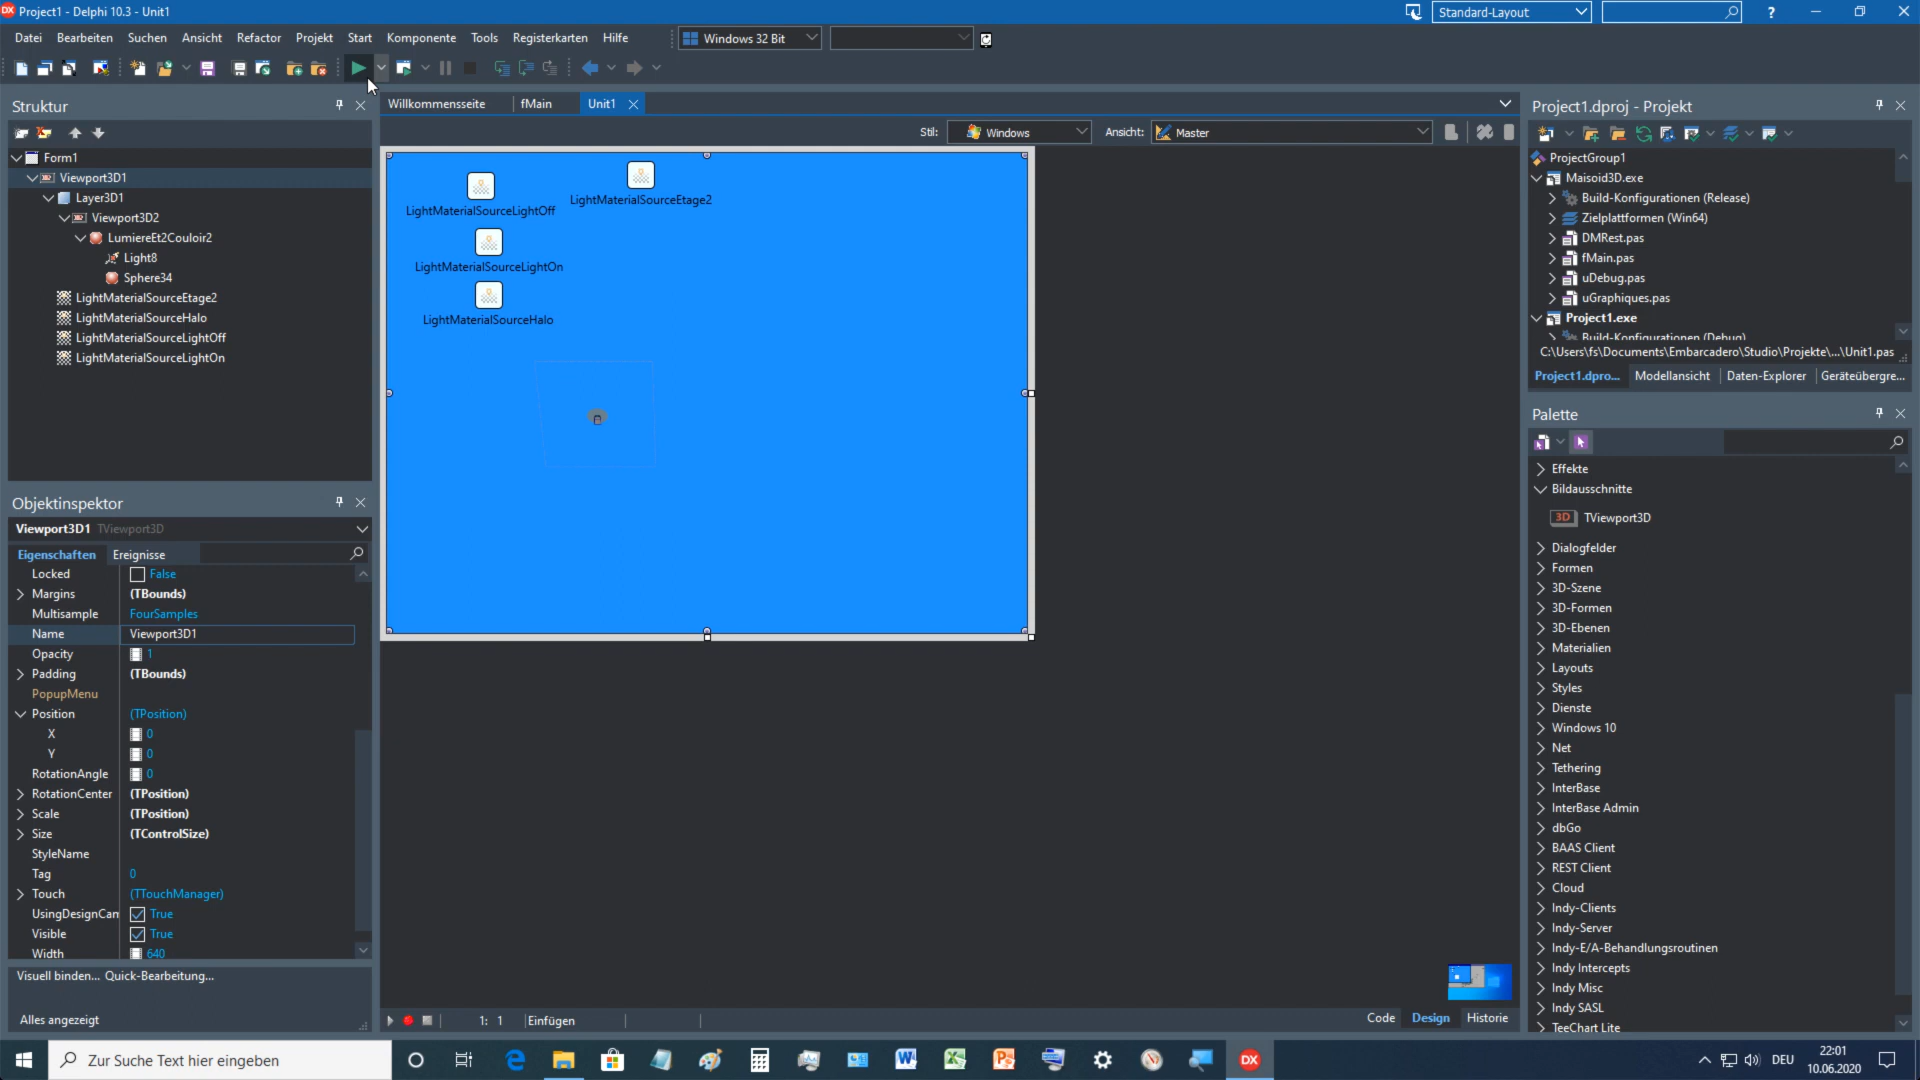 Project1 - Delphi 10.3 - Unit1
Standard-Layout
Datei Bearbeiten Suchen Ansicht Refactor Projekt Start Komponente Tools Registerkarten Hilfe
Windows 32 Bit
Struktur
Form1
Viewport3D1
Layer3D1
Viewport3D2
LumiereEt2Couloir2
Light8
Sphere34
LightMaterialSourceEtage2
LightMaterialSourceHalo
LightMaterialSourceLightOff
LightMaterialSourceLightOn
Objektinspektor
Viewport3D1 TViewport3D
Eigenschaften Ereignisse
Locked False
Margins (TBounds)
Multisample FourSamples
Name Viewport3D1
Opacity 1
Padding (TBounds)
PopupMenu
Position (TPosition)
X 0
Y 0
RotationAngle 0
RotationCenter (TPosition)
Scale (TPosition)
Size (TControlSize)
StyleName
Tag 0
Touch (TTouchManager)
UsingDesignCam True
Visible True
Width 640
Visuell binden... Quick-Bearbeitung...
Alles angezeigt
Willkommensseite fMain Unit1
Stil: Windows Ansicht: Master
LightMaterialSourceLightOff
LightMaterialSourceEtage2
LightMaterialSourceLightOn
LightMaterialSourceHalo
1: 1 Einfügen
Code Design Historie
Project1.dproj - Projekt
ProjectGroup1
Maisoid3D.exe
Build-Konfigurationen (Release)
Zielplattformen (Win64)
DMRest.pas
fMain.pas
uDebug.pas
uGraphiques.pas
Project1.exe
Build-Konfigurationen (Debug)
C:\Users\fs\Documents\Embarcadero\Studio\Projekte\...\Unit1.pas
Project1.dpro... Modellansicht Daten-Explorer Geräteübergre...
Palette
Effekte
Bildausschnitte
3D TViewport3D
Dialogfelder
Formen
3D-Szene
3D-Formen
3D-Ebenen
Materialien
Layouts
Styles
Dienste
Windows 10
Net
Tethering
InterBase
InterBase Admin
dbGo
BAAS Client
REST Client
Cloud
Indy-Clients
Indy-Server
Indy-E/A-Behandlungsroutinen
Indy Intercepts
Indy Misc
Indy SASL
TeeChart Lite
Zur Suche Text hier eingeben
DX
DEU
22:01
10.06.2020